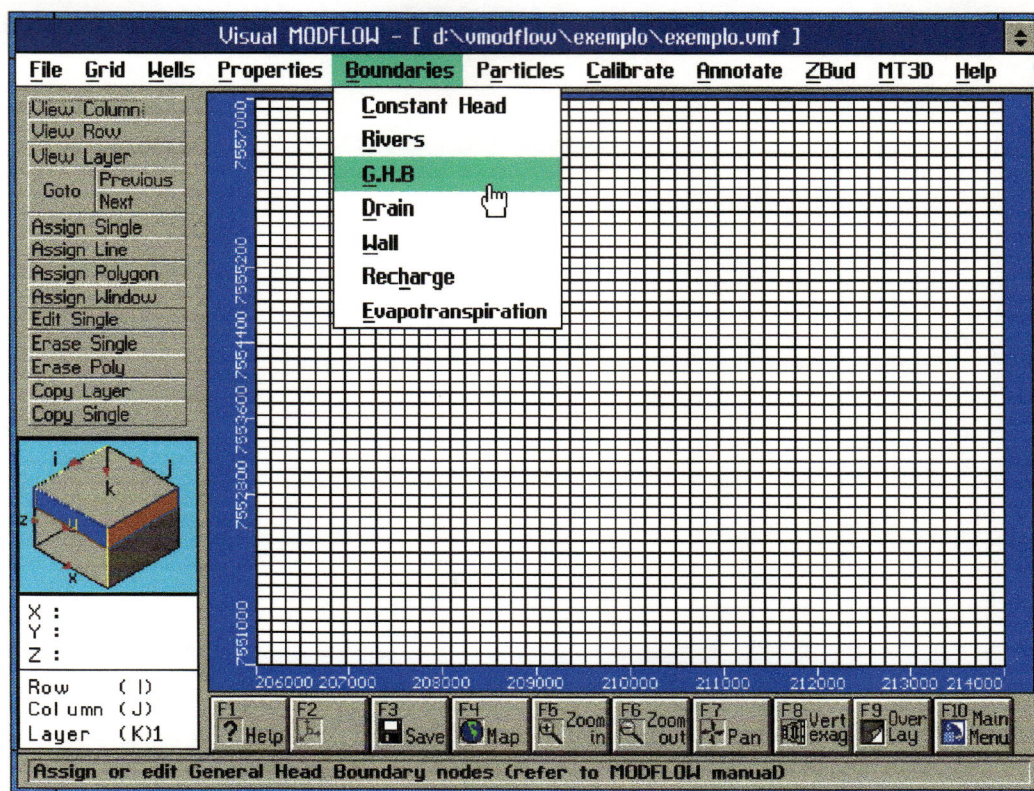 Visual MODFLOW - [ d:\vmodflow\exemplo\exemplo.vmf ]
File Grid Wells Properties Boundaries Particles Calibrate Annotate ZBud MT3D Help
View Column
View Row
View Layer
Goto Previous
Next
Assign Single
Assign Line
Assign Polygon
Assign Window
Edit Single
Erase Single
Erase Poly
Copy Layer
Copy Single
Constant Head
Rivers
G.H.B
Drain
Wall
Recharge
Evapotranspiration
7557000
7555200
7554400
7553600
7552800
7551000
206000 207000 208000 209000 210000 211000 212000 213000 214000
i
j
k
z
y
x
X :
Y :
Z :
Row ( I)
Column (J)
Layer (K)1
F1 ? Help
F2
F3 Save
F4 Map
F5 Zoom in
F6 Zoom out
F7 Pan
F8 Vert exag
F9 Over Lay
F10 Main Menu
Assign or edit General Head Boundary nodes (refer to MODFLOW manual)